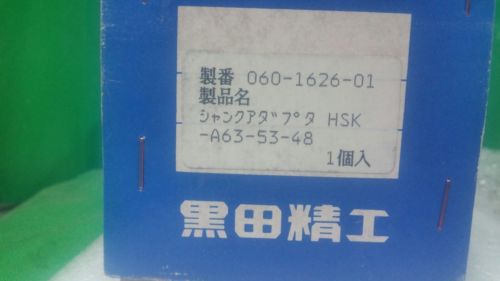 製番 060-1626-01
製品名
シャンクアダプタ HSK
-A63-53-48
1個入
黒田精工